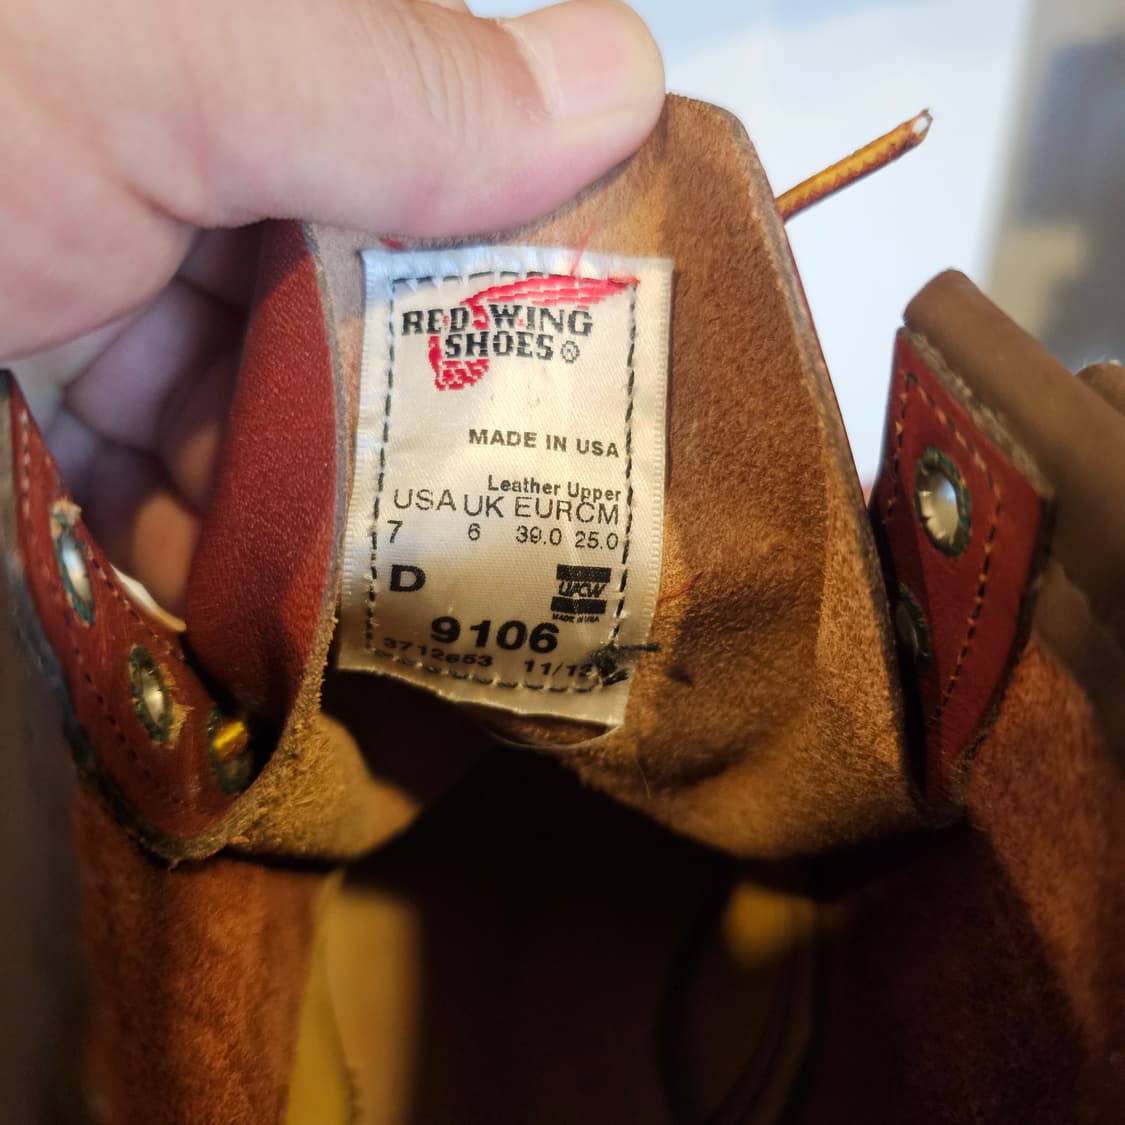 RED WING
SHOES®
MADE IN USA
Leather Upper
USA UK EUR CM
7 6 39.0 25.0
D
UFCW
MADE IN USA
9106
3712653